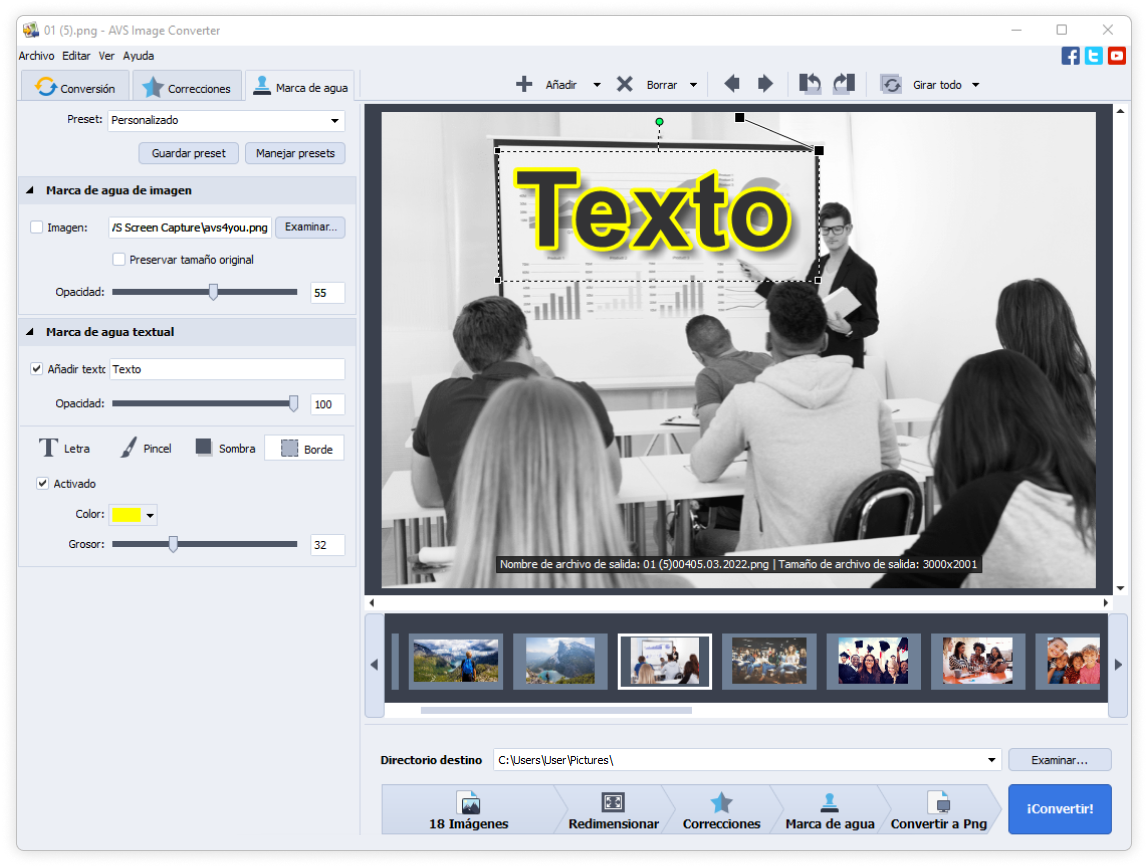 01 (5).png - AVS Image Converter
Archivo Editar Ver Ayuda
Conversión Correcciones Marca de agua
Añadir Borrar Girar todo
Preset: Personalizado
Guardar preset Manejar presets
Marca de agua de imagen
Imagen: /S Screen Capture\avs4you.png Examinar...
Preservar tamaño original
Opacidad: 55
Marca de agua textual
Añadir texto Texto
Opacidad: 100
Letra Pincel Sombra Borde
Activado
Color:
Grosor: 32
Texto
Nombre de archivo de salida: 01 (5)00405.03.2022.png | Tamaño de archivo de salida: 3000x2001
Directorio destino C:\Users\User\Pictures\ Examinar...
18 Imágenes Redimensionar Correcciones Marca de agua Convertir a Png
¡Convertir!